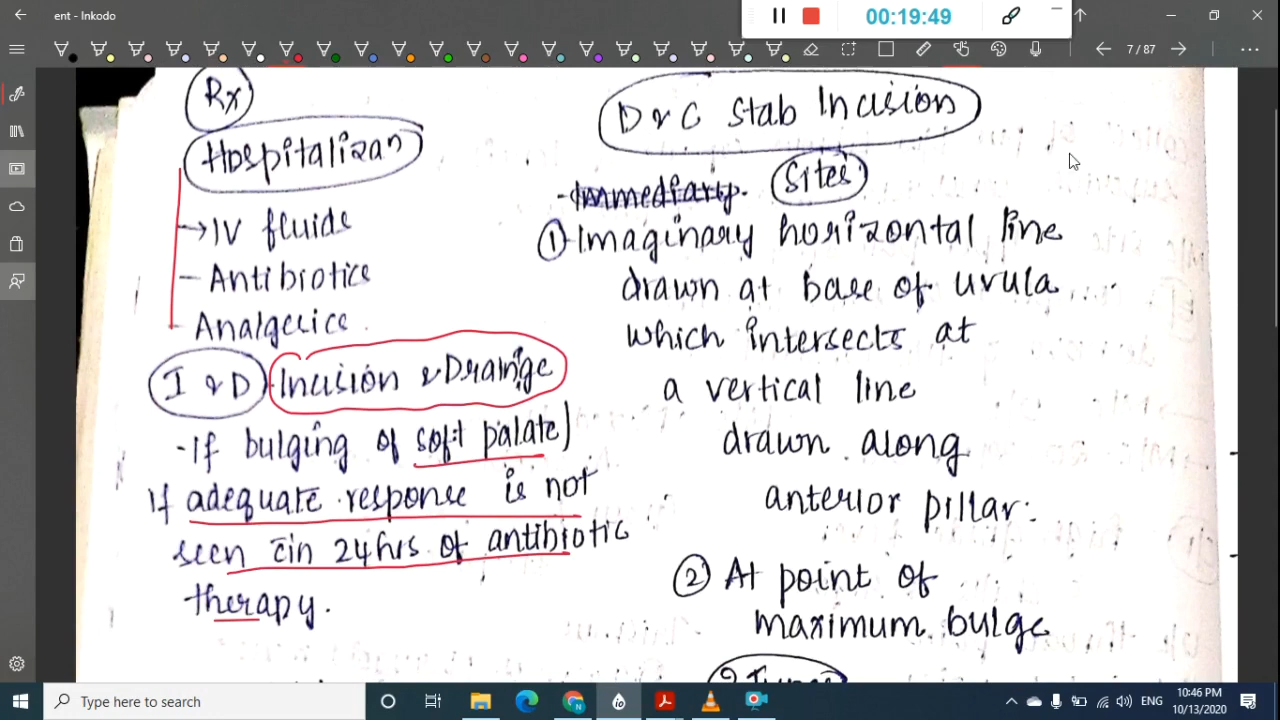 ent - Inkodo
00:19:49
7 / 87
Rx
Hospitalizan
→ IV fluids
- Antibiotics
- Analgesics
I & D Incision & Drainge
- If bulging of soft palate)
If adequate response is not
seen c̄in 24hrs of antibiotic
therapy.
D & C Stab Incision
Sites
① Imaginary horizontal line
drawn at base of uvula
which intersects at
a vertical line
drawn along
anterior pillar:
② At point of
maximum bulge
Type here to search
ENG
10:46 PM
10/13/2020